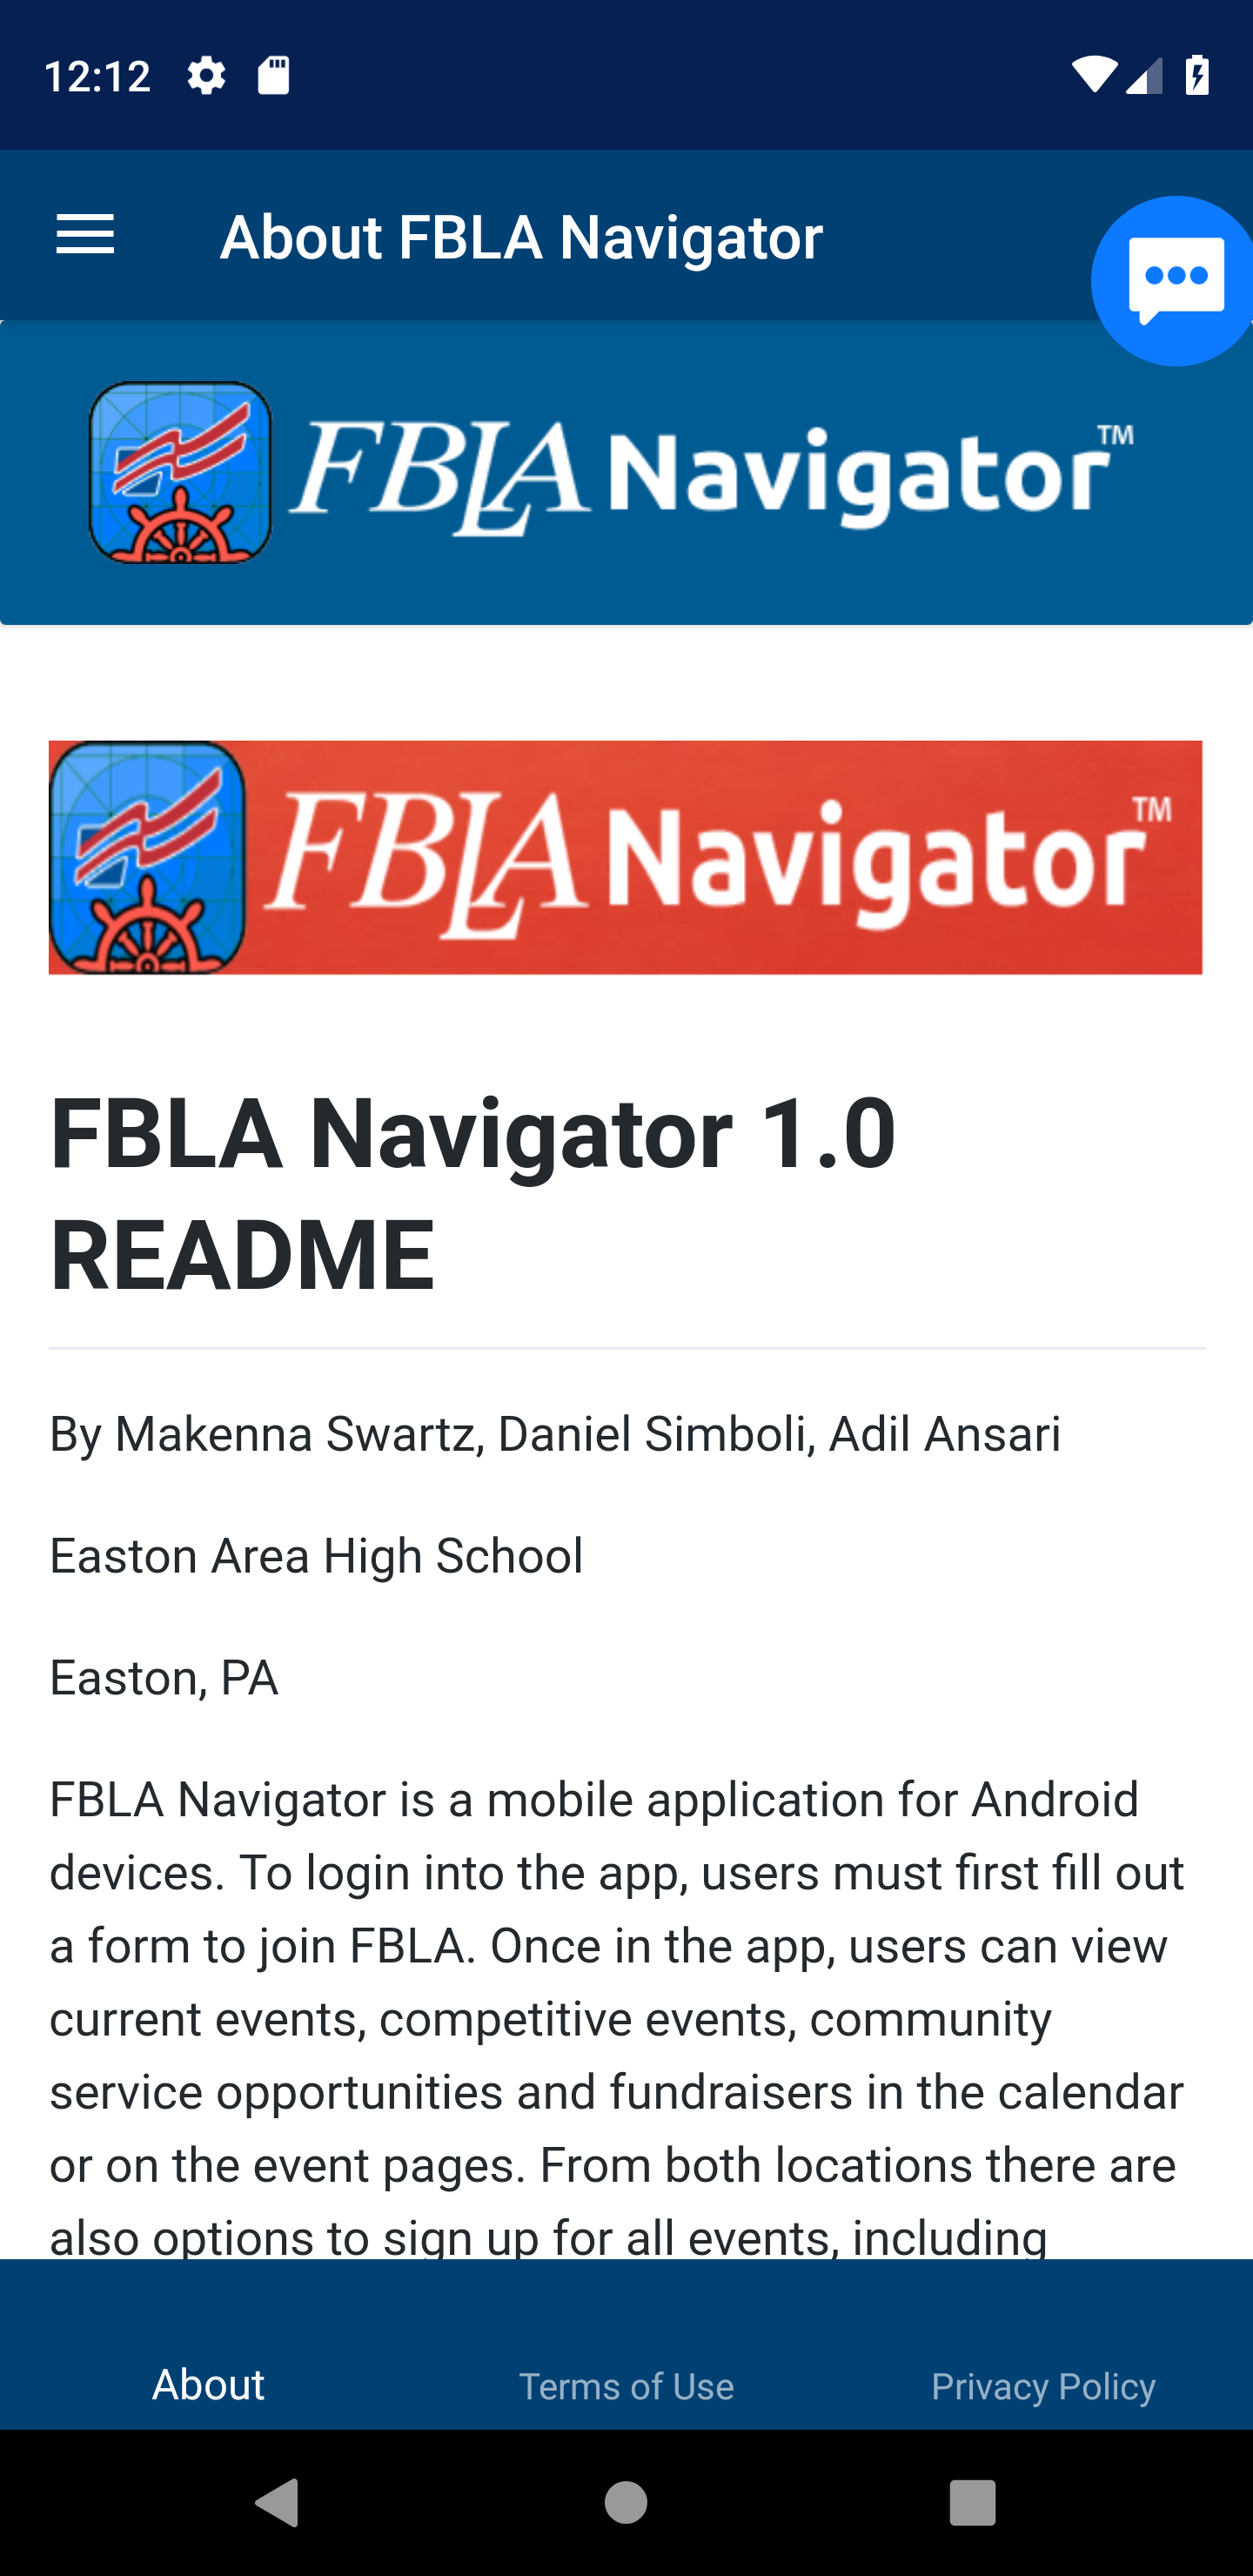 12:12
About FBLA Navigator
FBLA Navigator™
FBLA Navigator™
FBLA Navigator 1.0
README
By Makenna Swartz, Daniel Simboli, Adil Ansari
Easton Area High School
Easton, PA
FBLA Navigator is a mobile application for Android
devices. To login into the app, users must first fill out
a form to join FBLA. Once in the app, users can view
current events, competitive events, community
service opportunities and fundraisers in the calendar
or on the event pages. From both locations there are
also options to sign up for all events, including
About
Terms of Use
Privacy Policy